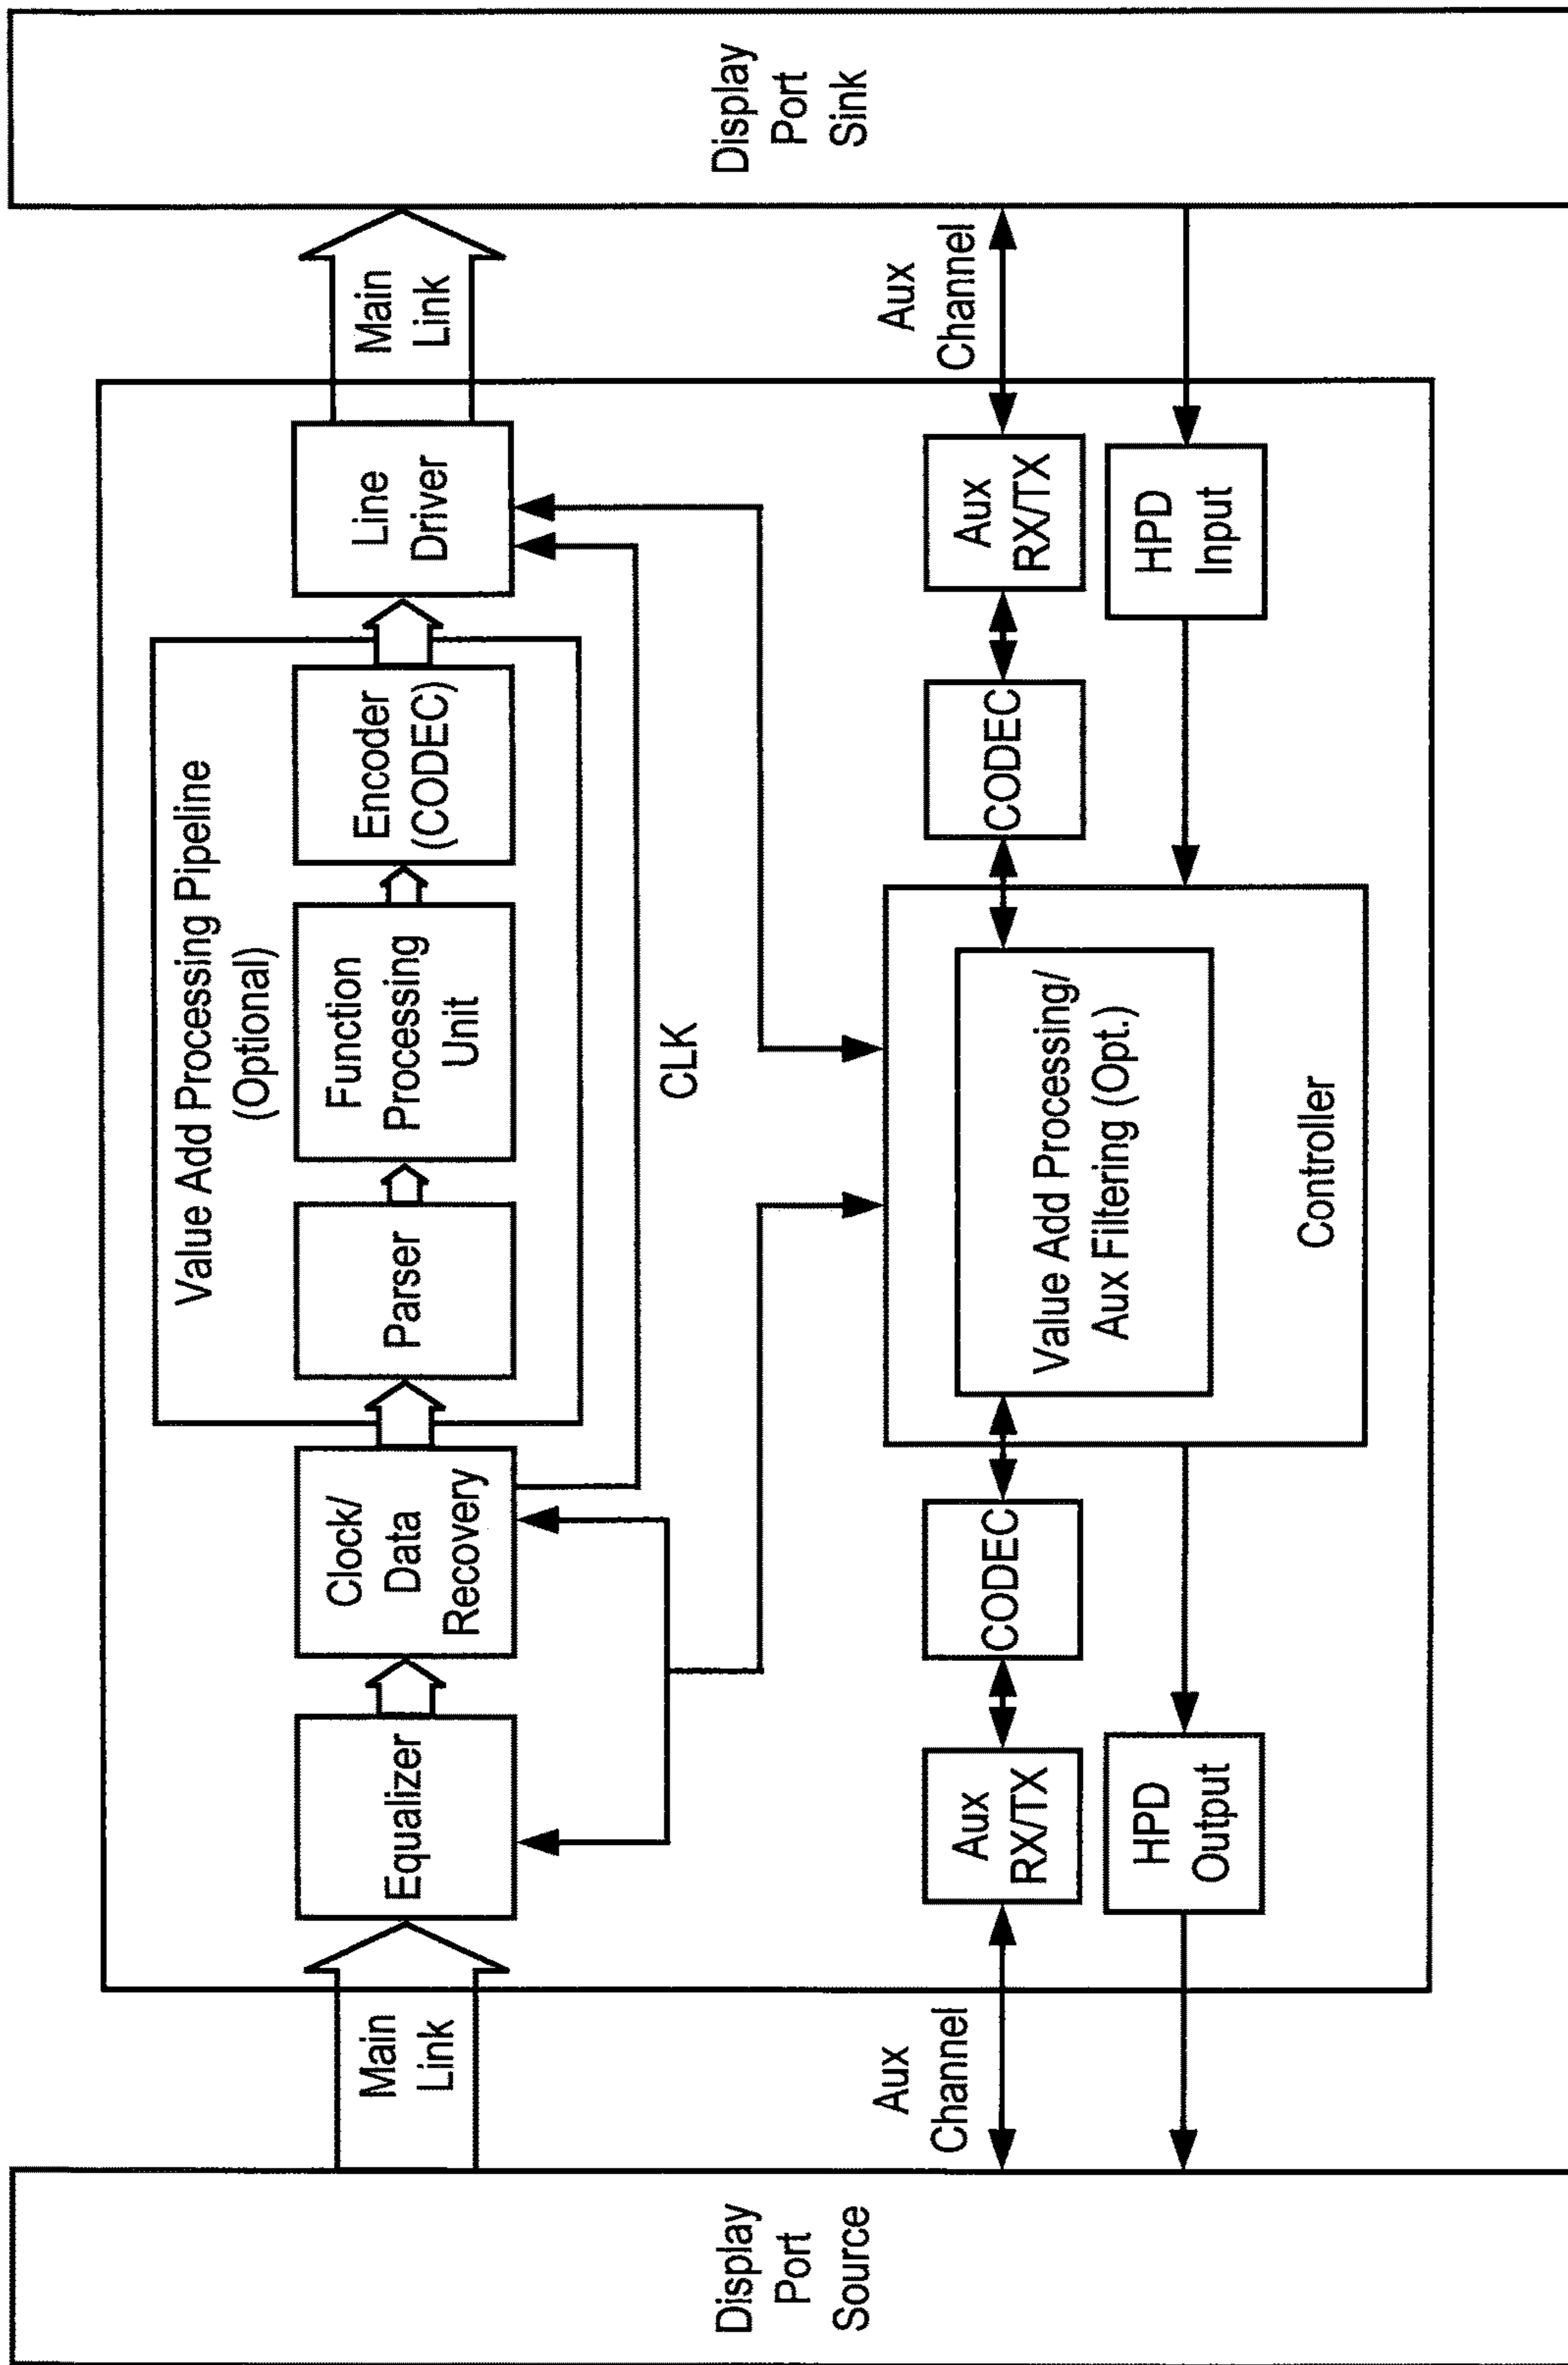 Display
Port
Source
Main
Link
Aux
Channel
Equalizer
Clock/
Data
Recovery
Value Add Processing Pipeline
(Optional)
Parser
Function
Processing
Unit
Encoder
(CODEC)
Line
Driver
CLK
Aux
RX/TX
CODEC
Value Add Processing/
Aux Filtering (Opt.)
Controller
CODEC
Aux
RX/TX
HPD
Output
HPD
Input
Main
Link
Aux
Channel
Display
Port
Sink